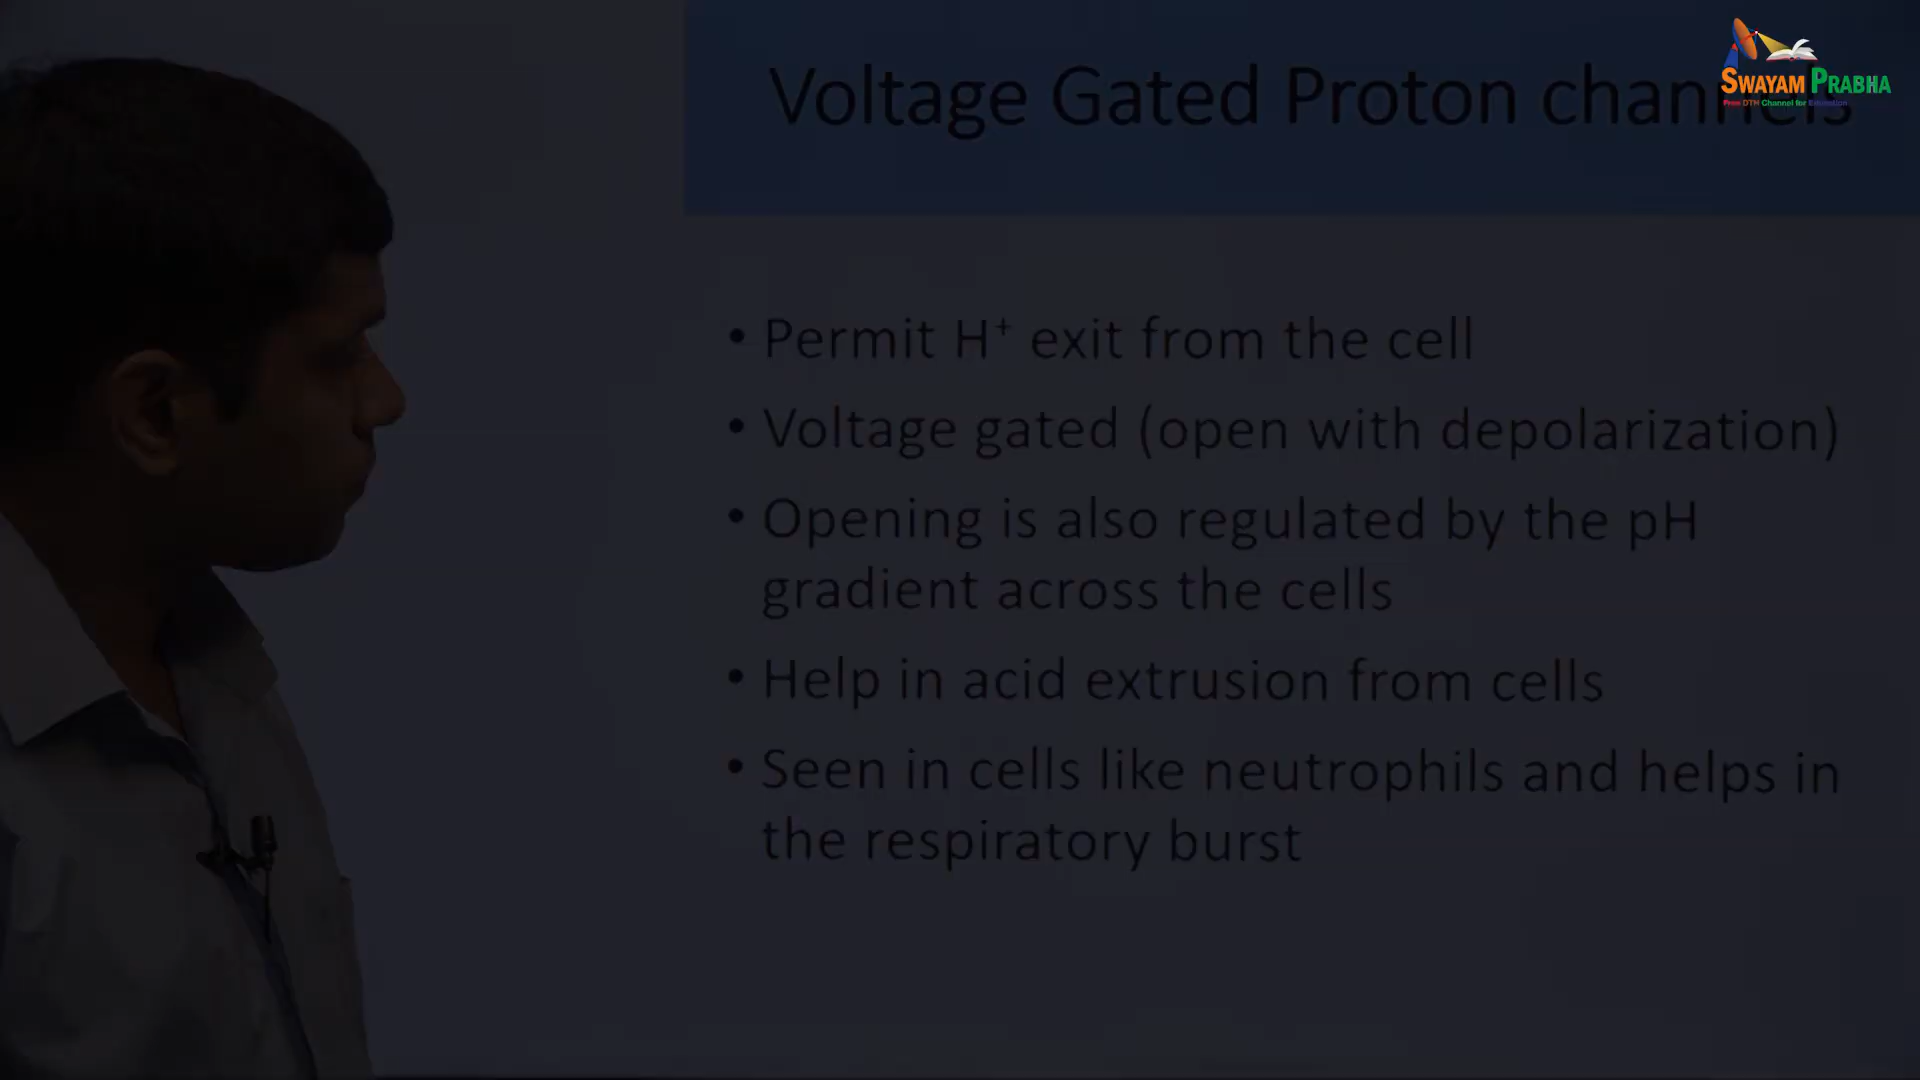 Voltage Gated Proton channels
SWAYAM PRABHA
Free DTH Channel for Education
• Permit H⁺ exit from the cell
• Voltage gated (open with depolarization)
• Opening is also regulated by the pH
gradient across the cells
• Help in acid extrusion from cells
• Seen in cells like neutrophils and helps in
the respiratory burst